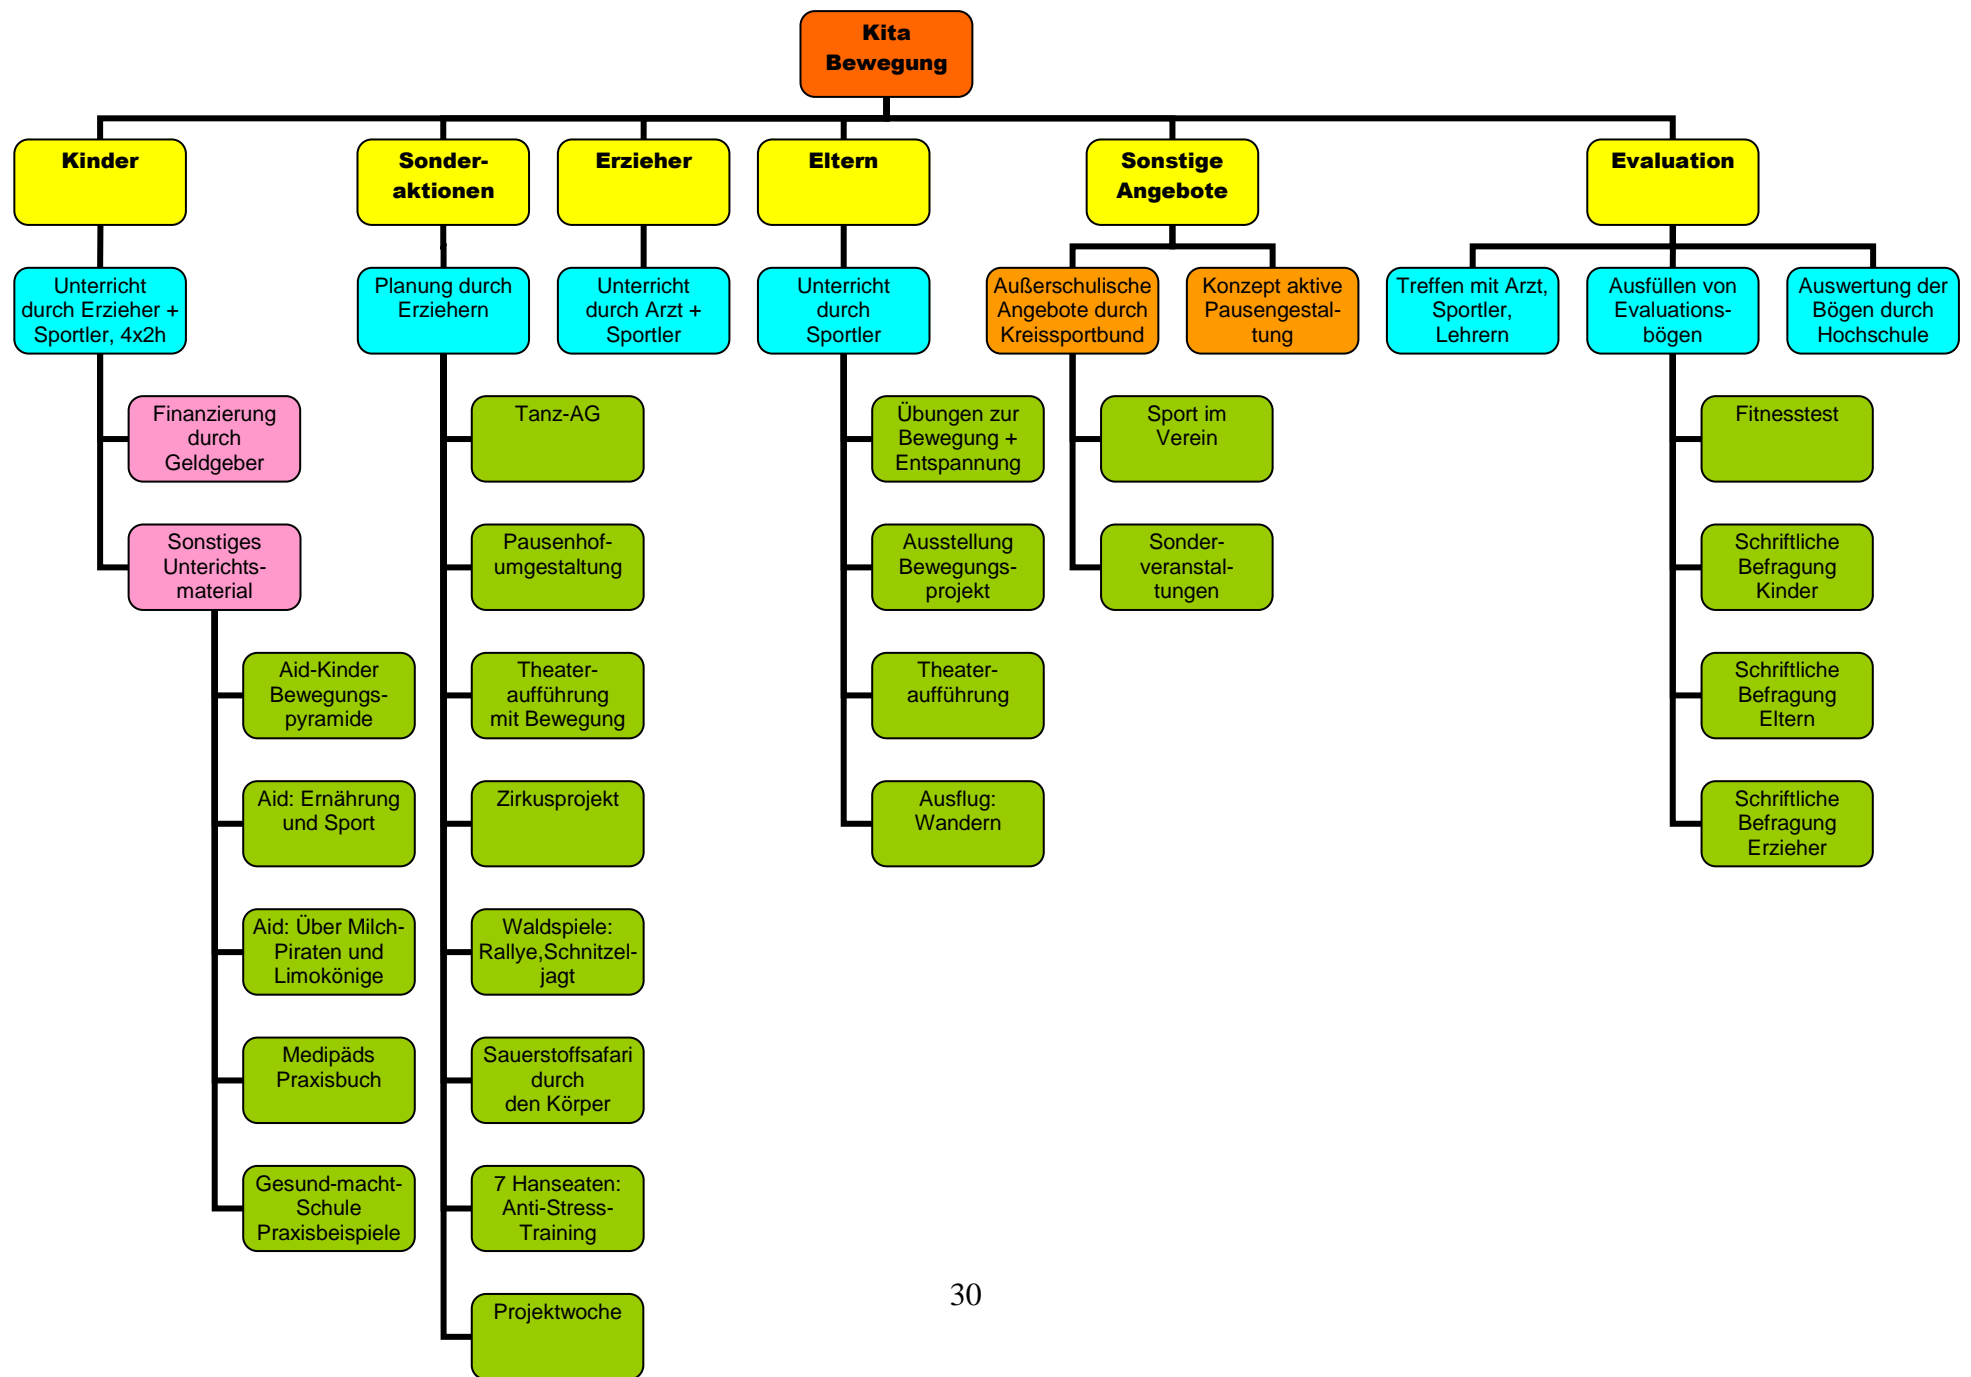 Kita
Bewegung
Kinder
Sonder-
aktionen
Erzieher
Eltern
Sonstige
Angebote
Evaluation
Unterricht
durch Erzieher +
Sportler, 4x2h
Planung durch
Erziehern
Unterricht
durch Arzt +
Sportler
Unterricht
durch
Sportler
Außerschulische
Angebote durch
Kreissportbund
Konzept aktive
Pausengestal-
tung
Treffen mit Arzt,
Sportler,
Lehrern
Ausfüllen von
Evaluations-
bögen
Auswertung der
Bögen durch
Hochschule
Finanzierung
durch
Geldgeber
Sonstiges
Unterichts-
material
Aid-Kinder
Bewegungs-
pyramide
Aid: Ernährung
und Sport
Aid: Über Milch-
Piraten und
Limokönige
Medipäds
Praxisbuch
Gesund-macht-
Schule
Praxisbeispiele
Tanz-AG
Pausenhof-
umgestaltung
Theater-
aufführung
mit Bewegung
Zirkusprojekt
Waldspiele:
Rallye,Schnitzel-
jagt
Sauerstoffsafari
durch
den Körper
7 Hanseaten:
Anti-Stress-
Training
Projektwoche
Übungen zur
Bewegung +
Entspannung
Ausstellung
Bewegungs-
projekt
Theater-
aufführung
Ausflug:
Wandern
Sport im
Verein
Sonder-
veranstal-
tungen
Fitnesstest
Schriftliche
Befragung
Kinder
Schriftliche
Befragung
Eltern
Schriftliche
Befragung
Erzieher
30